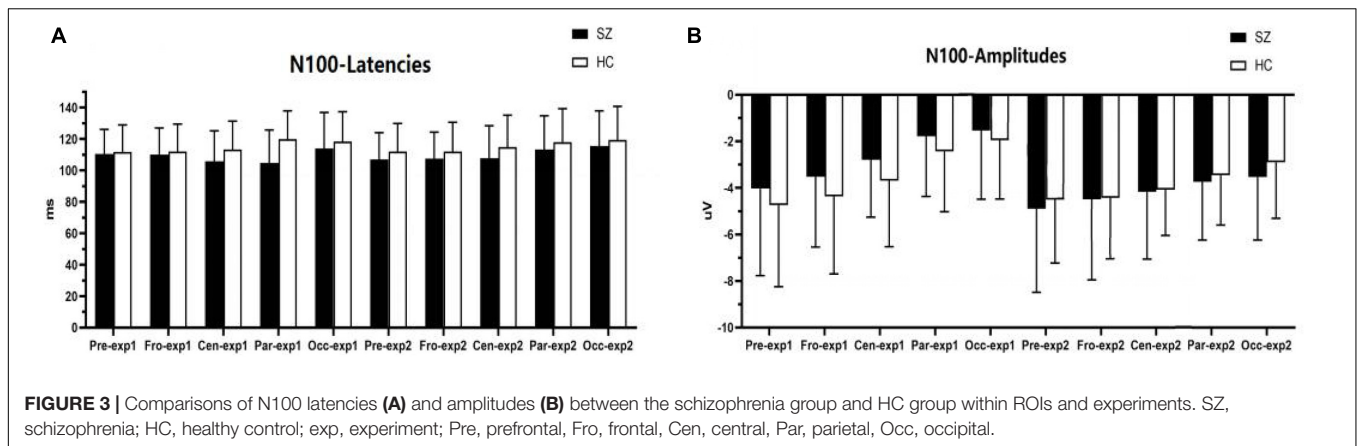 A
SZ
HC
N100-Latencies
140
120
100
80
60
40
20
0
ms
Pre-exp1 Fro-exp1 Cen-exp1 Par-exp1 Occ-exp1 Pre-exp2 Fro-exp2 Cen-exp2 Par-exp2 Occ-exp2
B
SZ
HC
N100-Amplitudes
0
-2
-4
-6
-8
-10
uV
Pre-exp1 Fro-exp1 Cen-exp1 Par-exp1 Occ-exp1 Pre-exp2 Fro-exp2 Cen-exp2 Par-exp2 Occ-exp2
FIGURE 3 | Comparisons of N100 latencies (A) and amplitudes (B) between the schizophrenia group and HC group within ROIs and experiments. SZ,
schizophrenia; HC, healthy control; exp, experiment; Pre, prefrontal, Fro, frontal, Cen, central, Par, parietal, Occ, occipital.